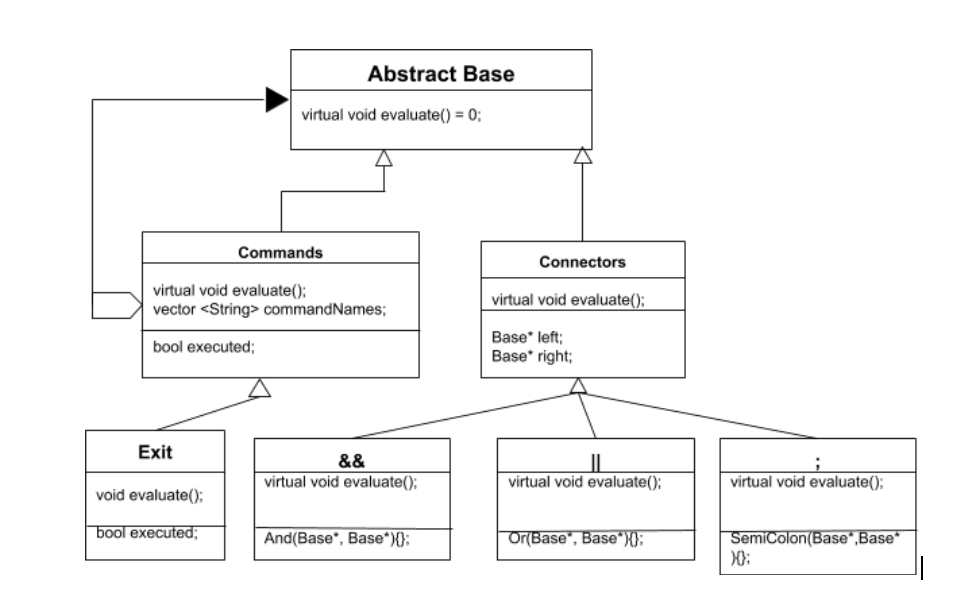 Abstract Base
virtual void evaluate() = 0;
Commands
virtual void evaluate();
vector <String> commandNames;
bool executed;
Connectors
virtual void evaluate();
Base* left;
Base* right;
Exit
void evaluate();
bool executed;
&&
virtual void evaluate();
And(Base*, Base*){};
||
virtual void evaluate();
Or(Base*, Base*){};
;
virtual void evaluate();
SemiColon(Base*,Base*
){};